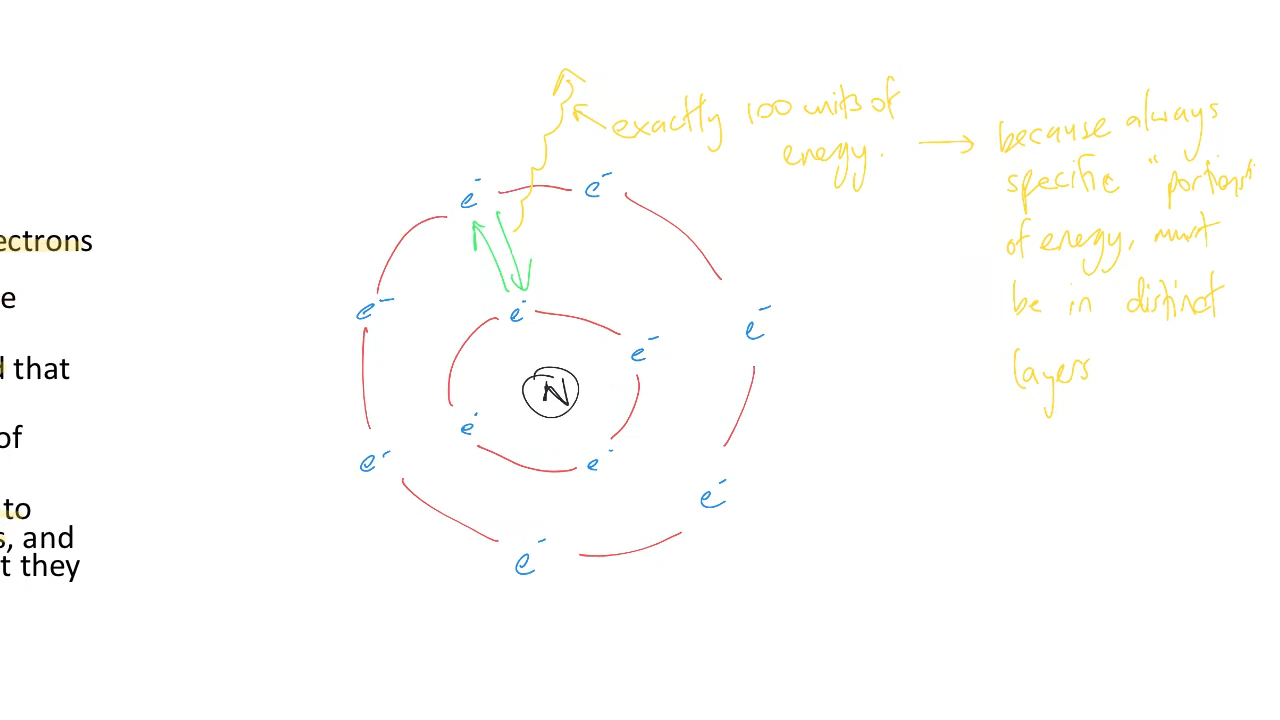 ectrons
e
d that
of
to
s, and
t they
exactly 100 units of
energy.
because always
specific "portions"
of energy, must
be in distinct
layers
e⁻ e⁻
e⁻ e⁻ e⁻
e⁻
N
e⁻
e⁻ e⁻
e⁻
e⁻